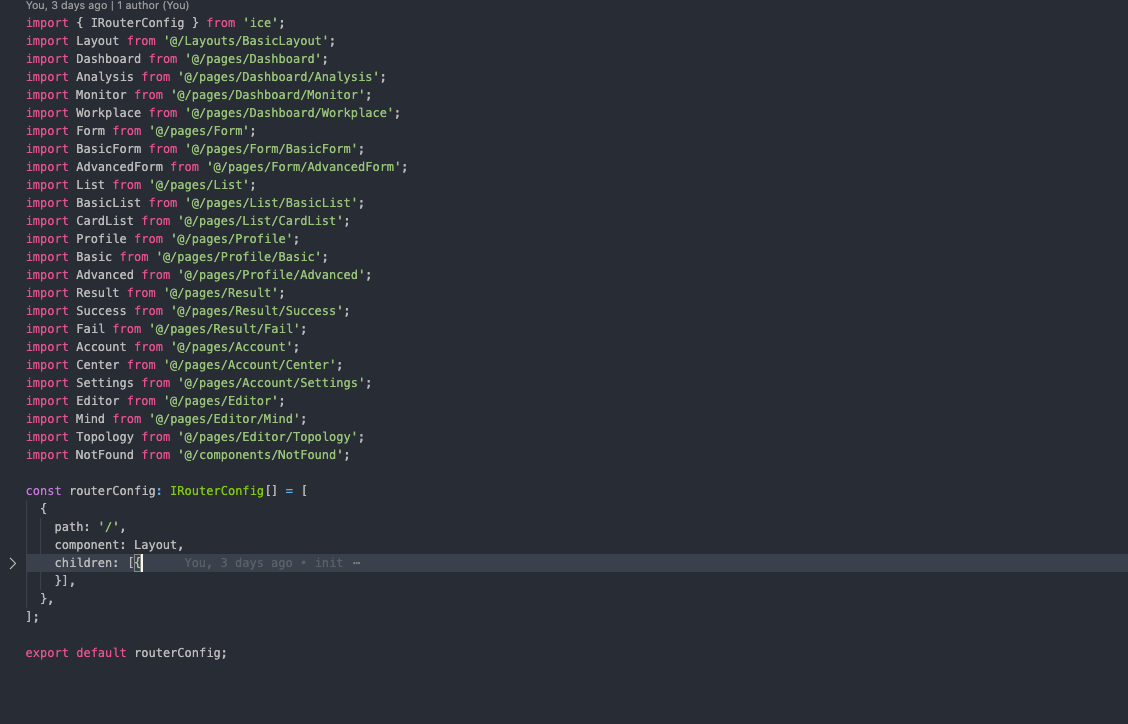 You, 3 days ago | 1 author (You)
import { IRouterConfig } from 'ice';
import Layout from '@/Layouts/BasicLayout';
import Dashboard from '@/pages/Dashboard';
import Analysis from '@/pages/Dashboard/Analysis';
import Monitor from '@/pages/Dashboard/Monitor';
import Workplace from '@/pages/Dashboard/Workplace';
import Form from '@/pages/Form';
import BasicForm from '@/pages/Form/BasicForm';
import AdvancedForm from '@/pages/Form/AdvancedForm';
import List from '@/pages/List';
import BasicList from '@/pages/List/BasicList';
import CardList from '@/pages/List/CardList';
import Profile from '@/pages/Profile';
import Basic from '@/pages/Profile/Basic';
import Advanced from '@/pages/Profile/Advanced';
import Result from '@/pages/Result';
import Success from '@/pages/Result/Success';
import Fail from '@/pages/Result/Fail';
import Account from '@/pages/Account';
import Center from '@/pages/Account/Center';
import Settings from '@/pages/Account/Settings';
import Editor from '@/pages/Editor';
import Mind from '@/pages/Editor/Mind';
import Topology from '@/pages/Editor/Topology';
import NotFound from '@/components/NotFound';
const routerConfig: IRouterConfig[] = [
{
path: '/',
component: Layout,
children: [{ You, 3 days ago • init ⋯
}],
},
];
export default routerConfig;